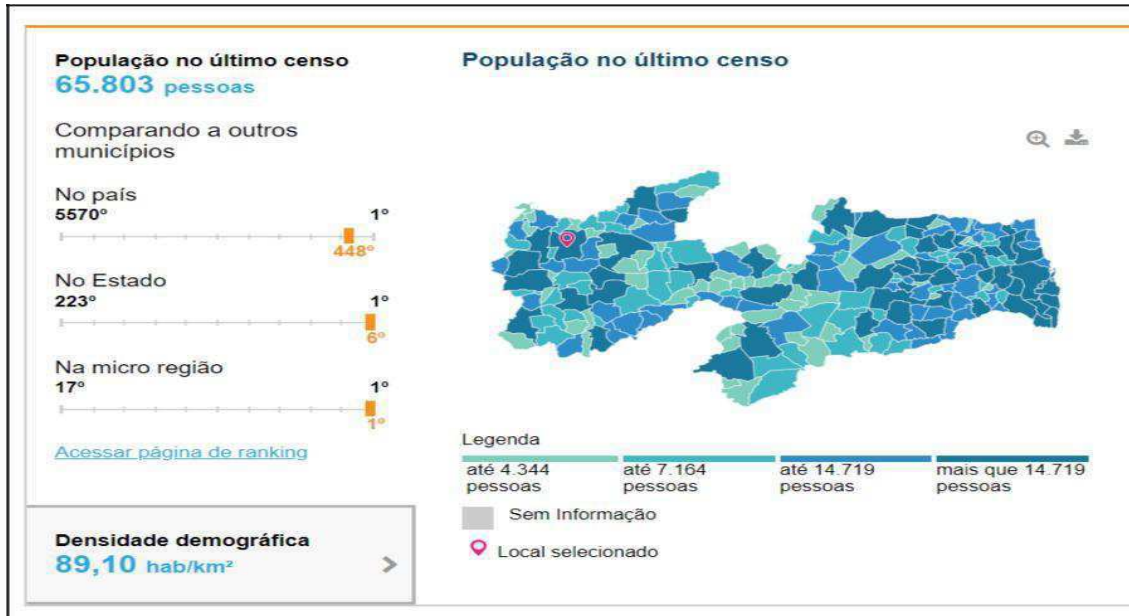 População no último censo
65.803 pessoas
Comparando a outros
municípios
No país
5570º 1º
448º
No Estado
223º 1º
6º
Na micro região
17º 1º
1º
Acessar página de ranking
Densidade demográfica
89,10 hab/km²
>
População no último censo
Legenda
até 4.344
pessoas
até 7.164
pessoas
até 14.719
pessoas
mais que 14.719
pessoas
Sem Informação
Local selecionado